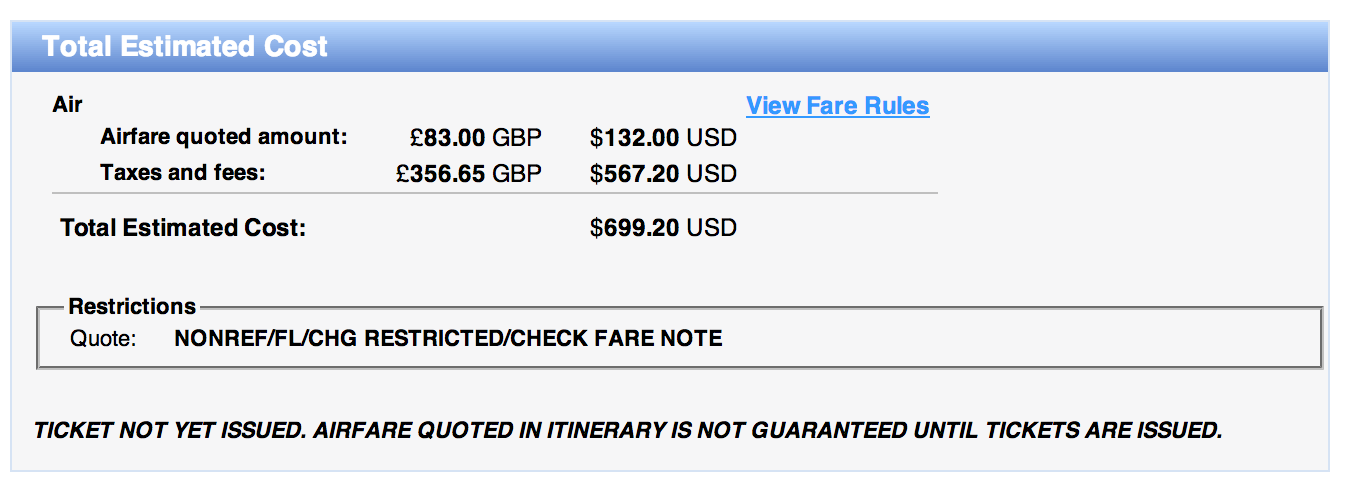 Total Estimated Cost
Air View Fare Rules
Airfare quoted amount: £83.00 GBP $132.00 USD
Taxes and fees: £356.65 GBP $567.20 USD
Total Estimated Cost: $699.20 USD
Restrictions
Quote: NONREF/FL/CHG RESTRICTED/CHECK FARE NOTE
TICKET NOT YET ISSUED. AIRFARE QUOTED IN ITINERARY IS NOT GUARANTEED UNTIL TICKETS ARE ISSUED.